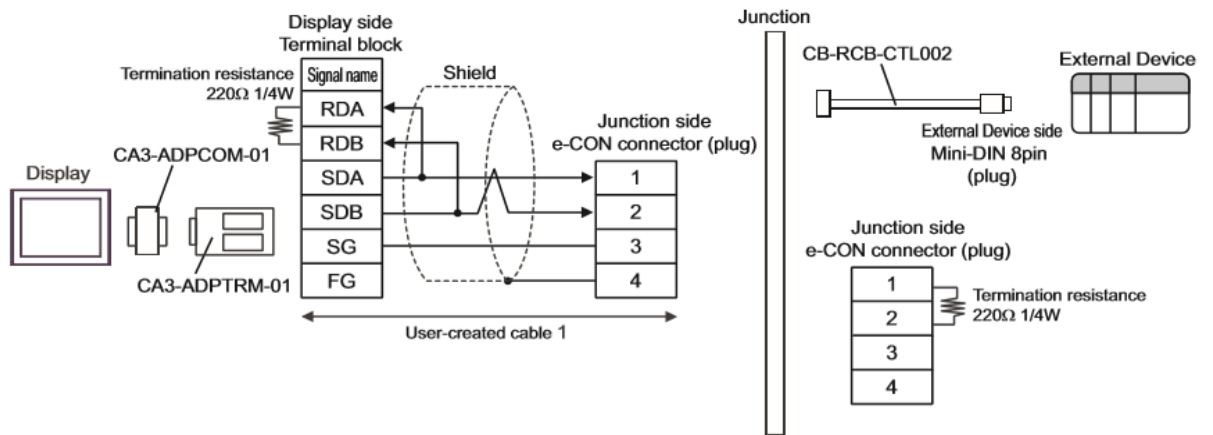 Display side
Terminal block
Termination resistance
220Ω 1/4W
Signal name
RDA
RDB
SDA
SDB
SG
FG
Shield
Junction side
e-CON connector (plug)
1
2
3
4
Display
CA3-ADPCOM-01
CA3-ADPTRM-01
User-created cable 1
Junction
CB-RCB-CTL002
External Device
External Device side
Mini-DIN 8pin
(plug)
Junction side
e-CON connector (plug)
1
2
3
4
Termination resistance
220Ω 1/4W